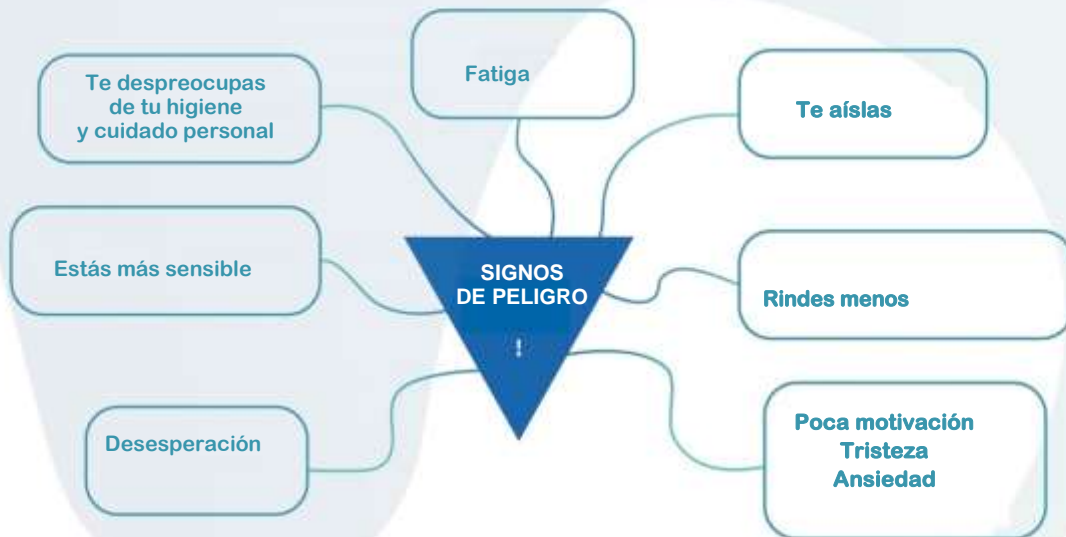 Fatiga
Te despreocupas
de tu higiene
y cuidado personal
Te aíslas
Estás más sensible
SIGNOS
DE PELIGRO
!
Rindes menos
Desesperación
Poca motivación
Tristeza
Ansiedad